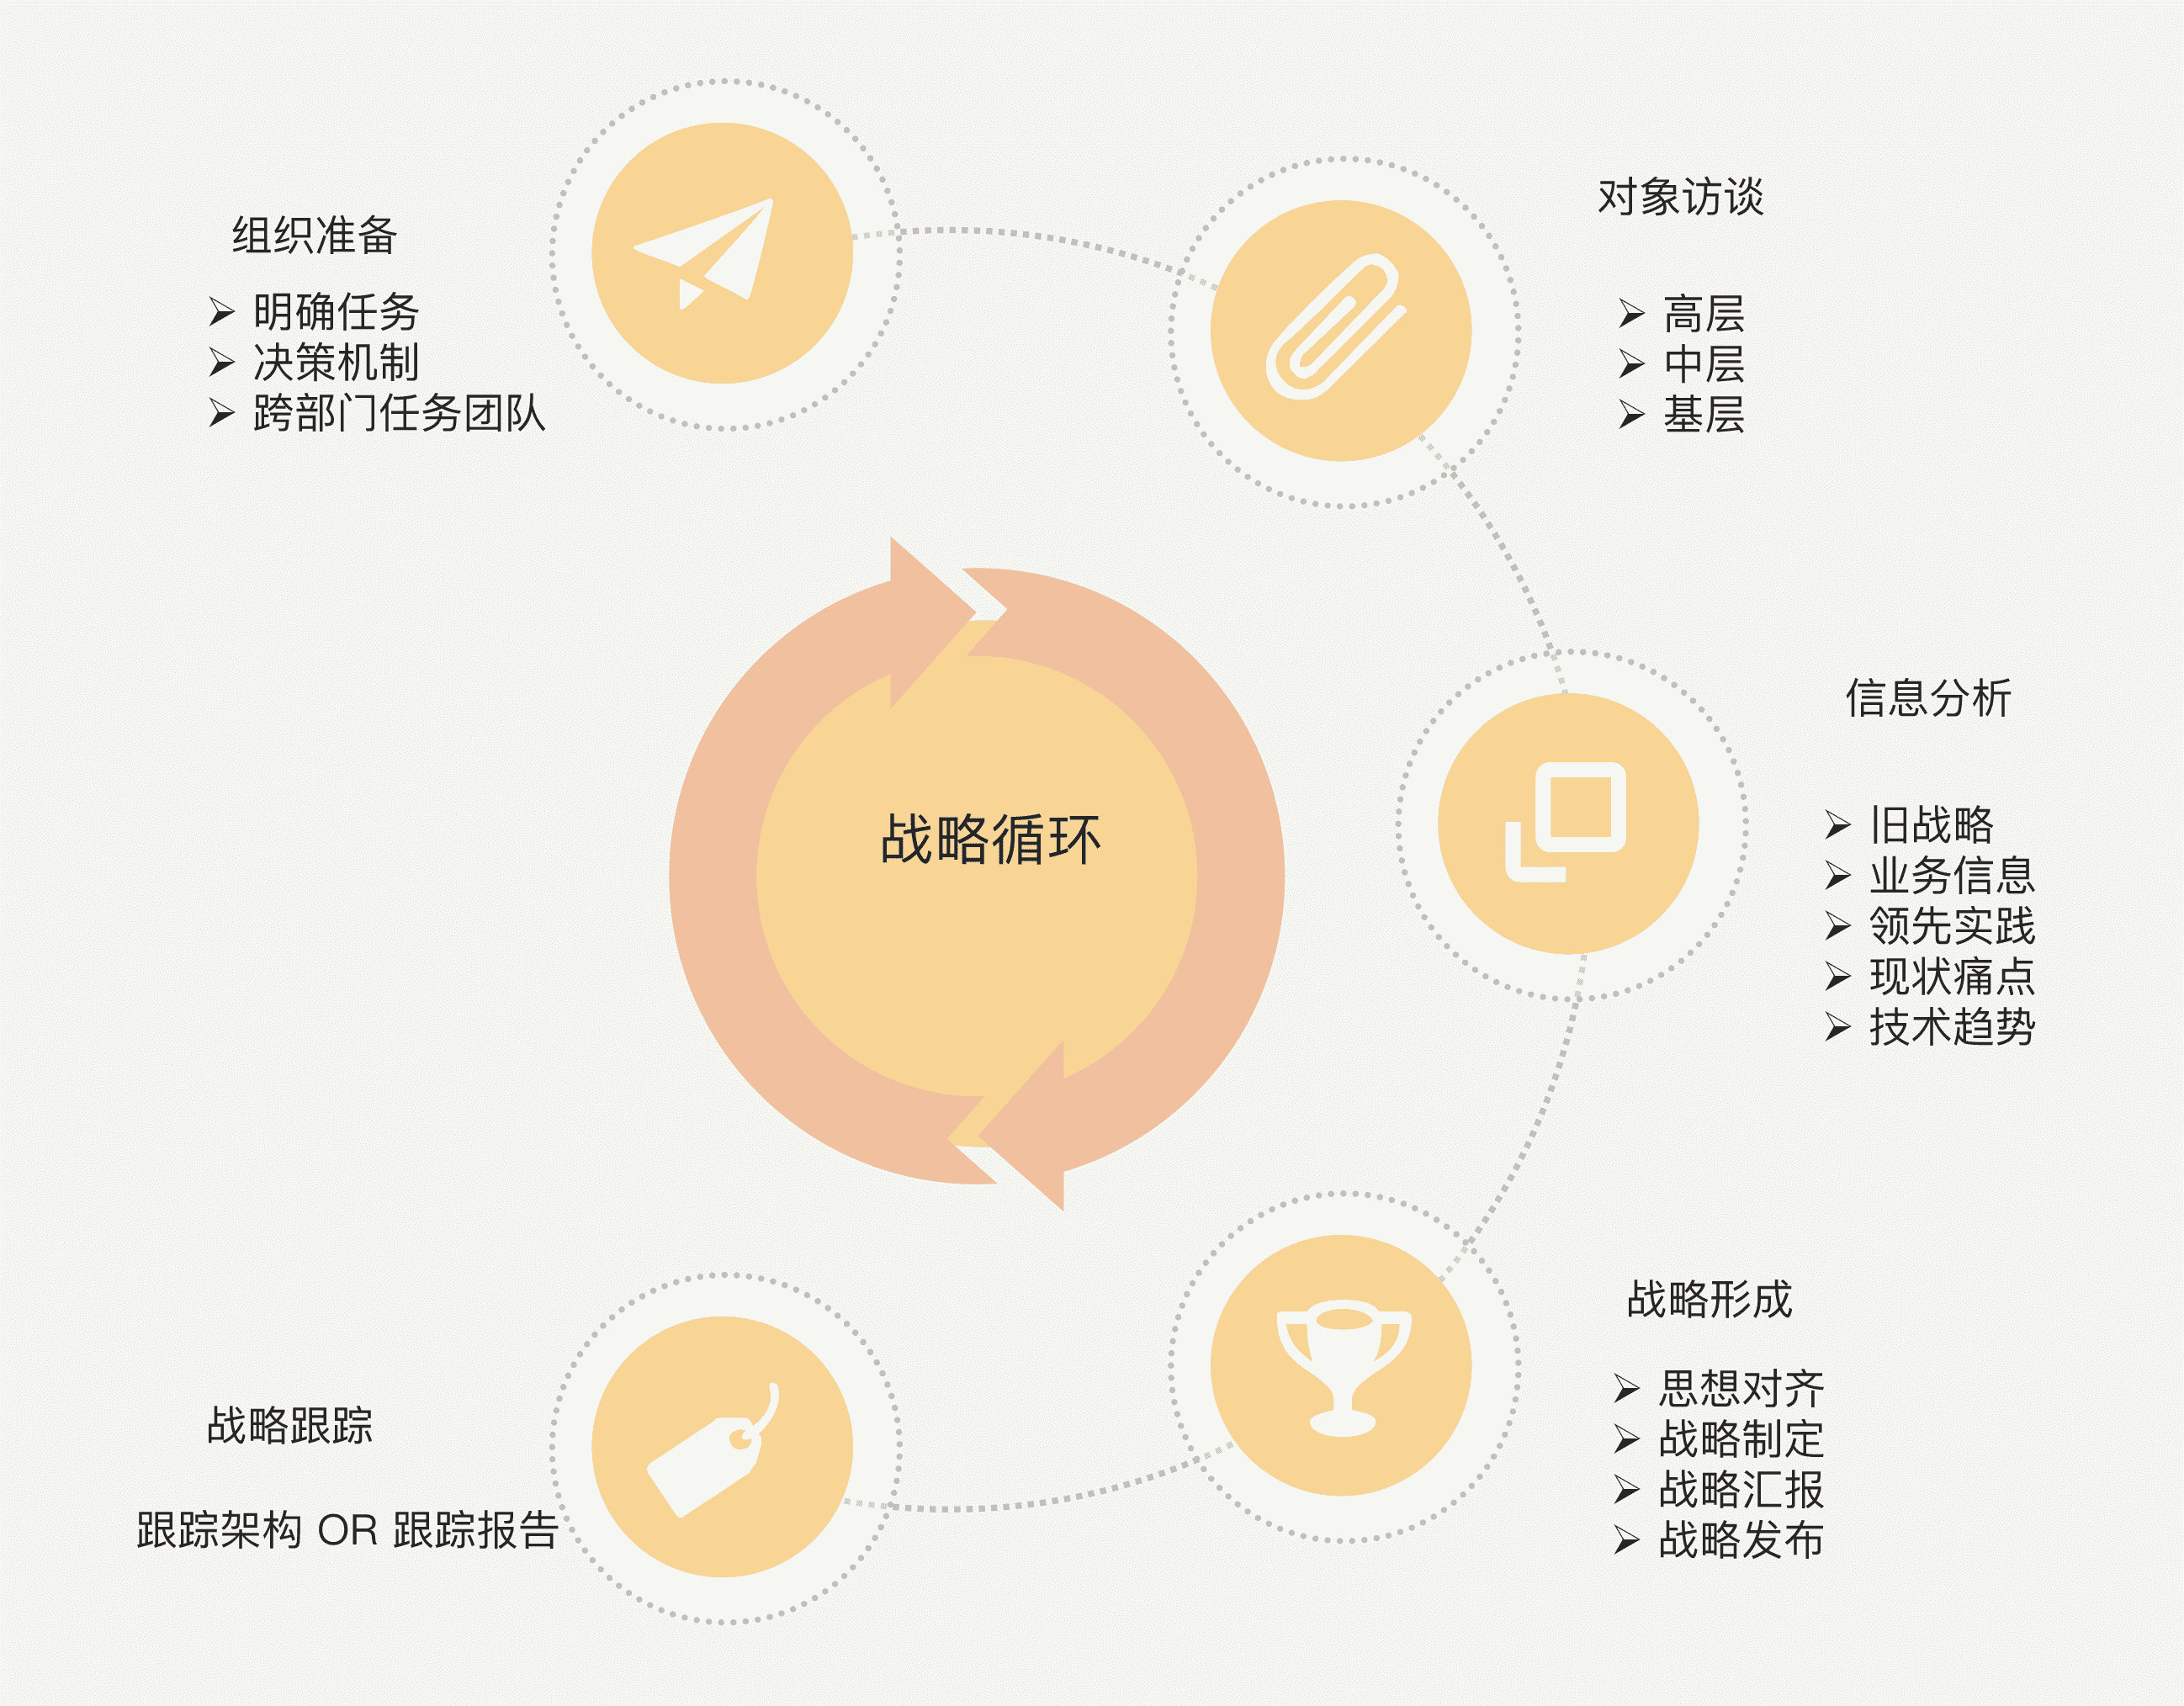 组织准备
明确任务
决策机制
跨部门任务团队
对象访谈
高层
中层
基层
战略循环
信息分析
旧战略
业务信息
领先实践
现状痛点
技术趋势
战略形成
思想对齐
战略制定
战略汇报
战略发布
战略跟踪
跟踪架构 OR 跟踪报告